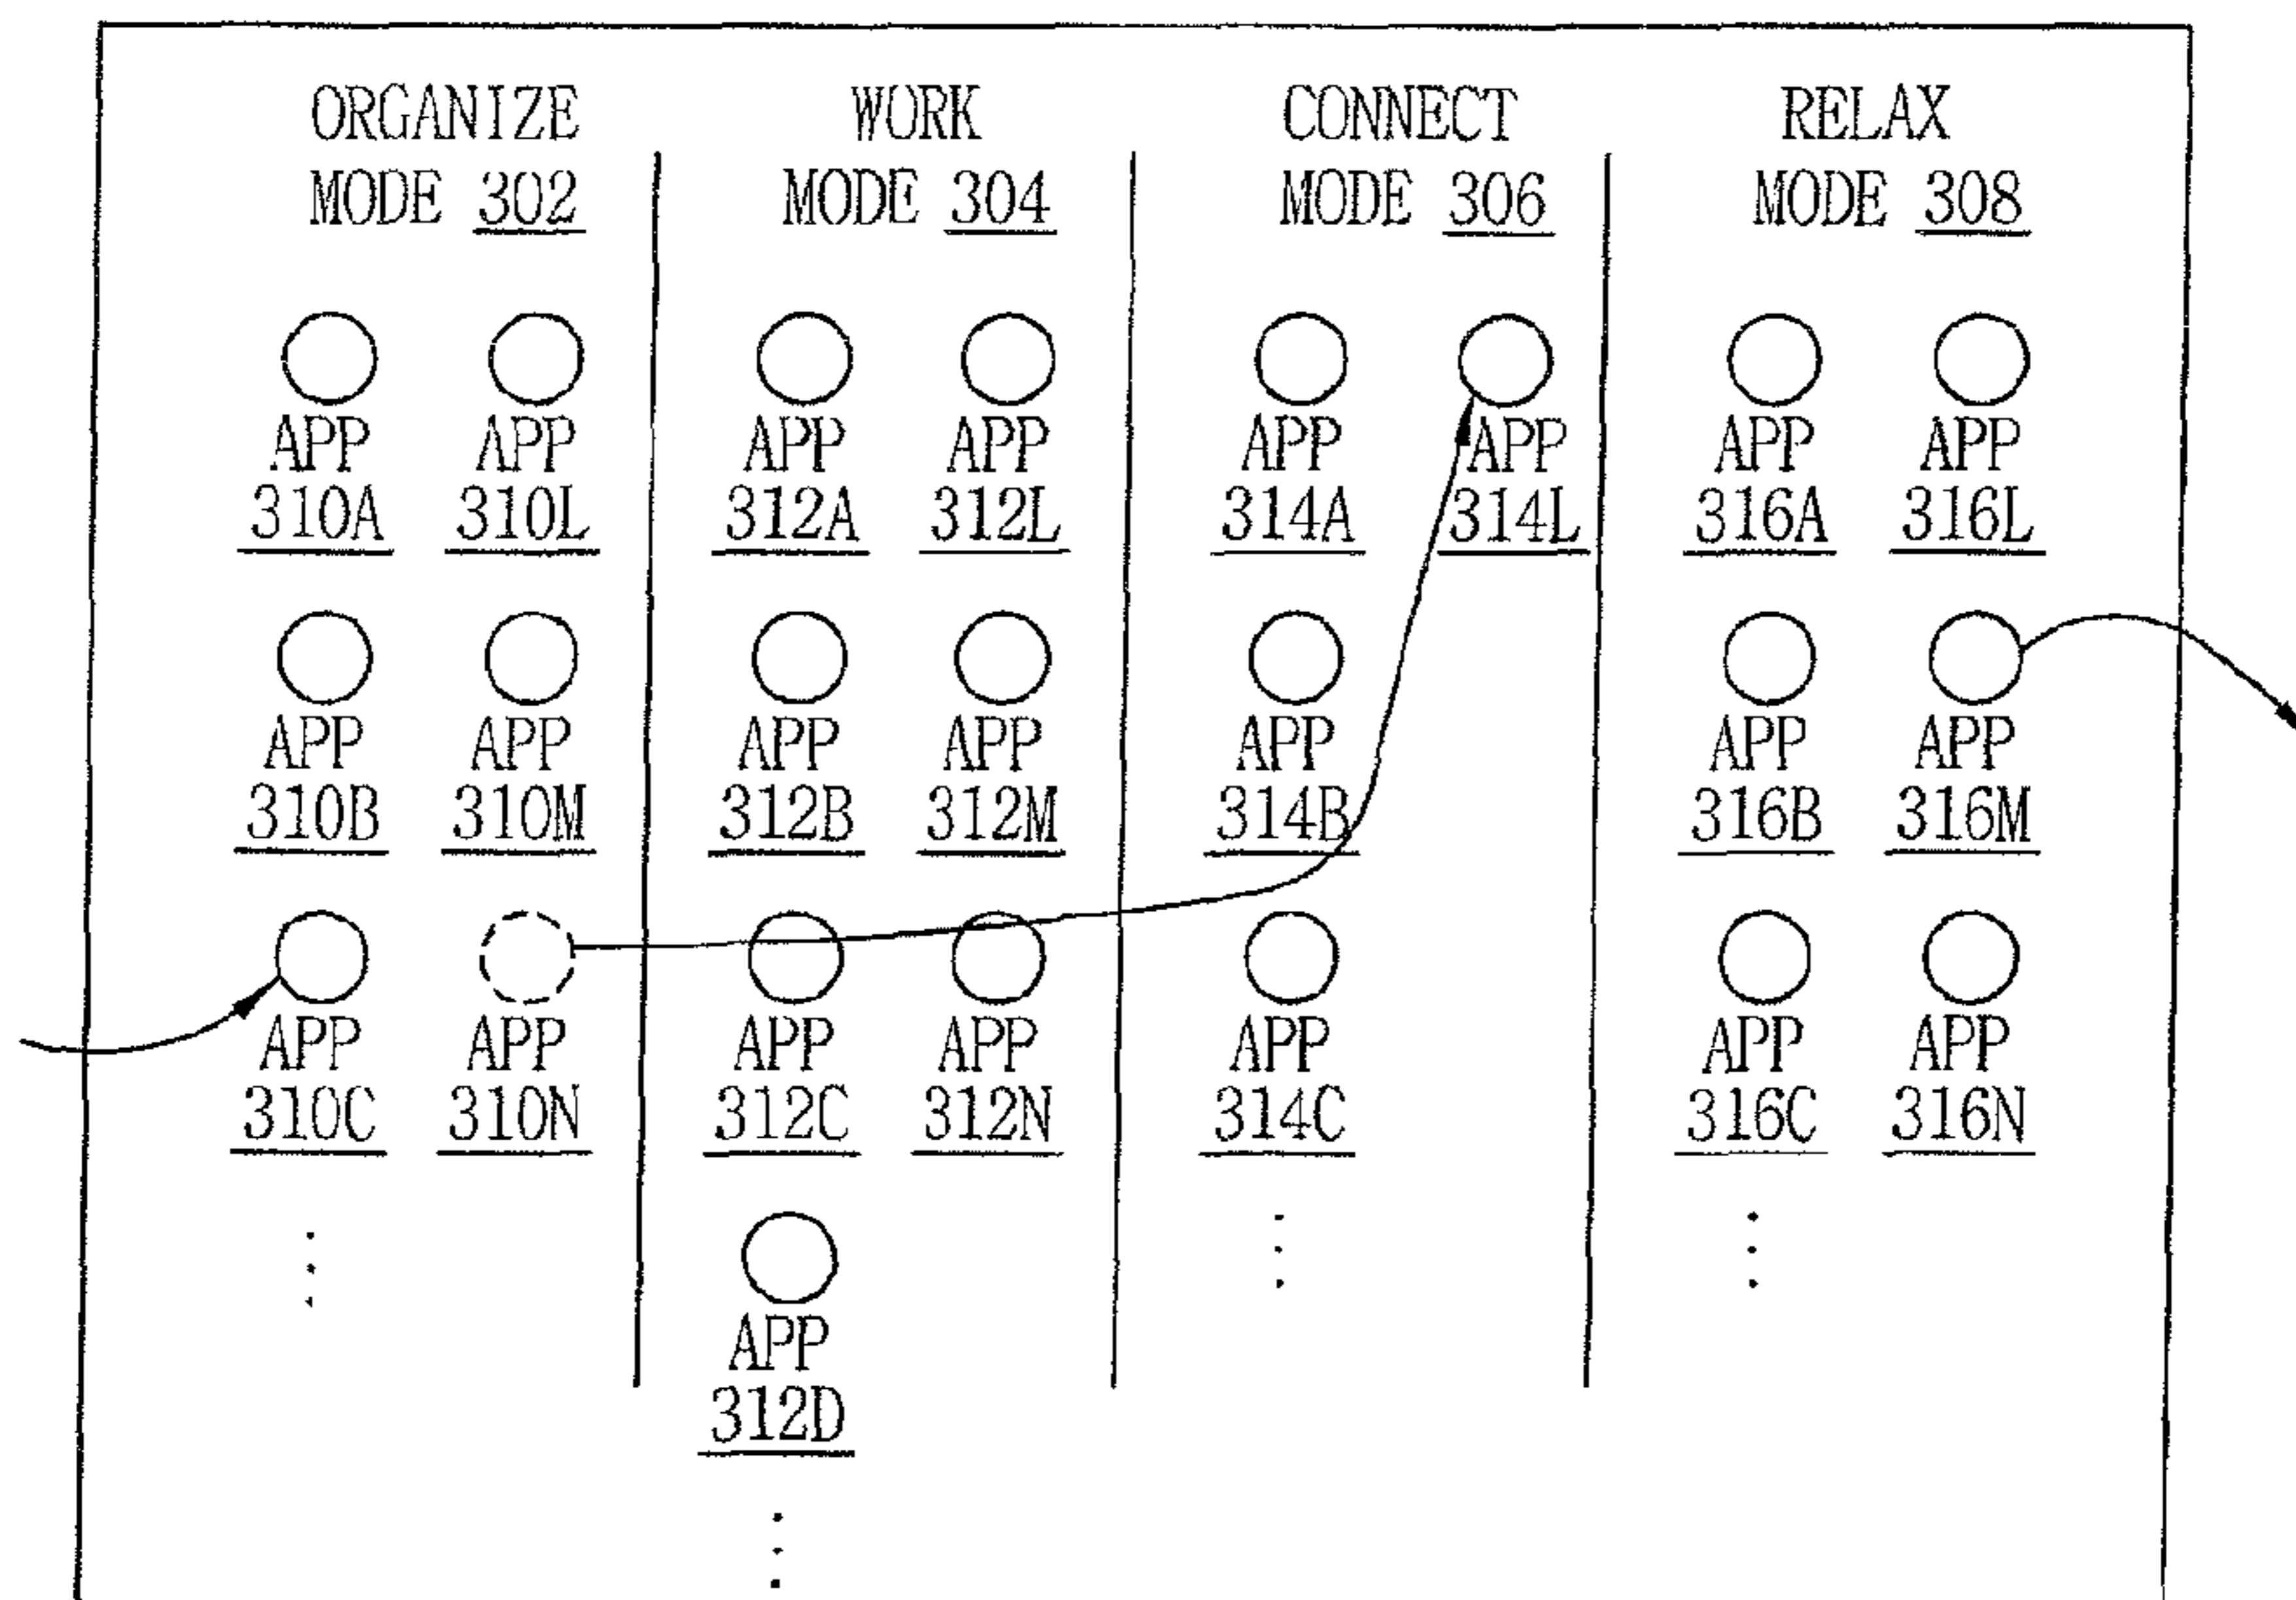 ORGANIZE
MODE 302
WORK
MODE 304
CONNECT
MODE 306
RELAX
MODE 308
APP
310A
APP
310L
APP
312A
APP
312L
APP
314A
APP
314L
APP
316A
APP
316L
APP
310B
APP
310M
APP
312B
APP
312M
APP
314B
APP
316B
APP
316M
APP
310C
APP
310N
APP
312C
APP
312N
APP
314C
APP
316C
APP
316N
APP
312D